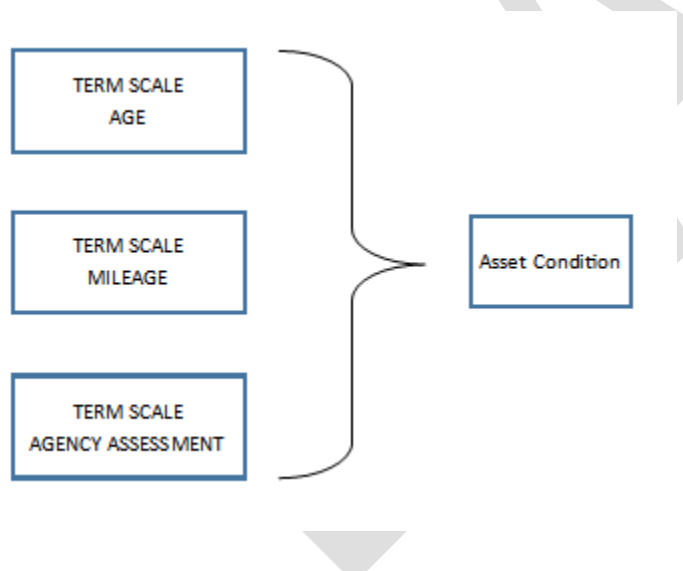 TERM SCALE
AGE
TERM SCALE
MILEAGE
Asset Condition
TERM SCALE
AGENCY ASSESSMENT